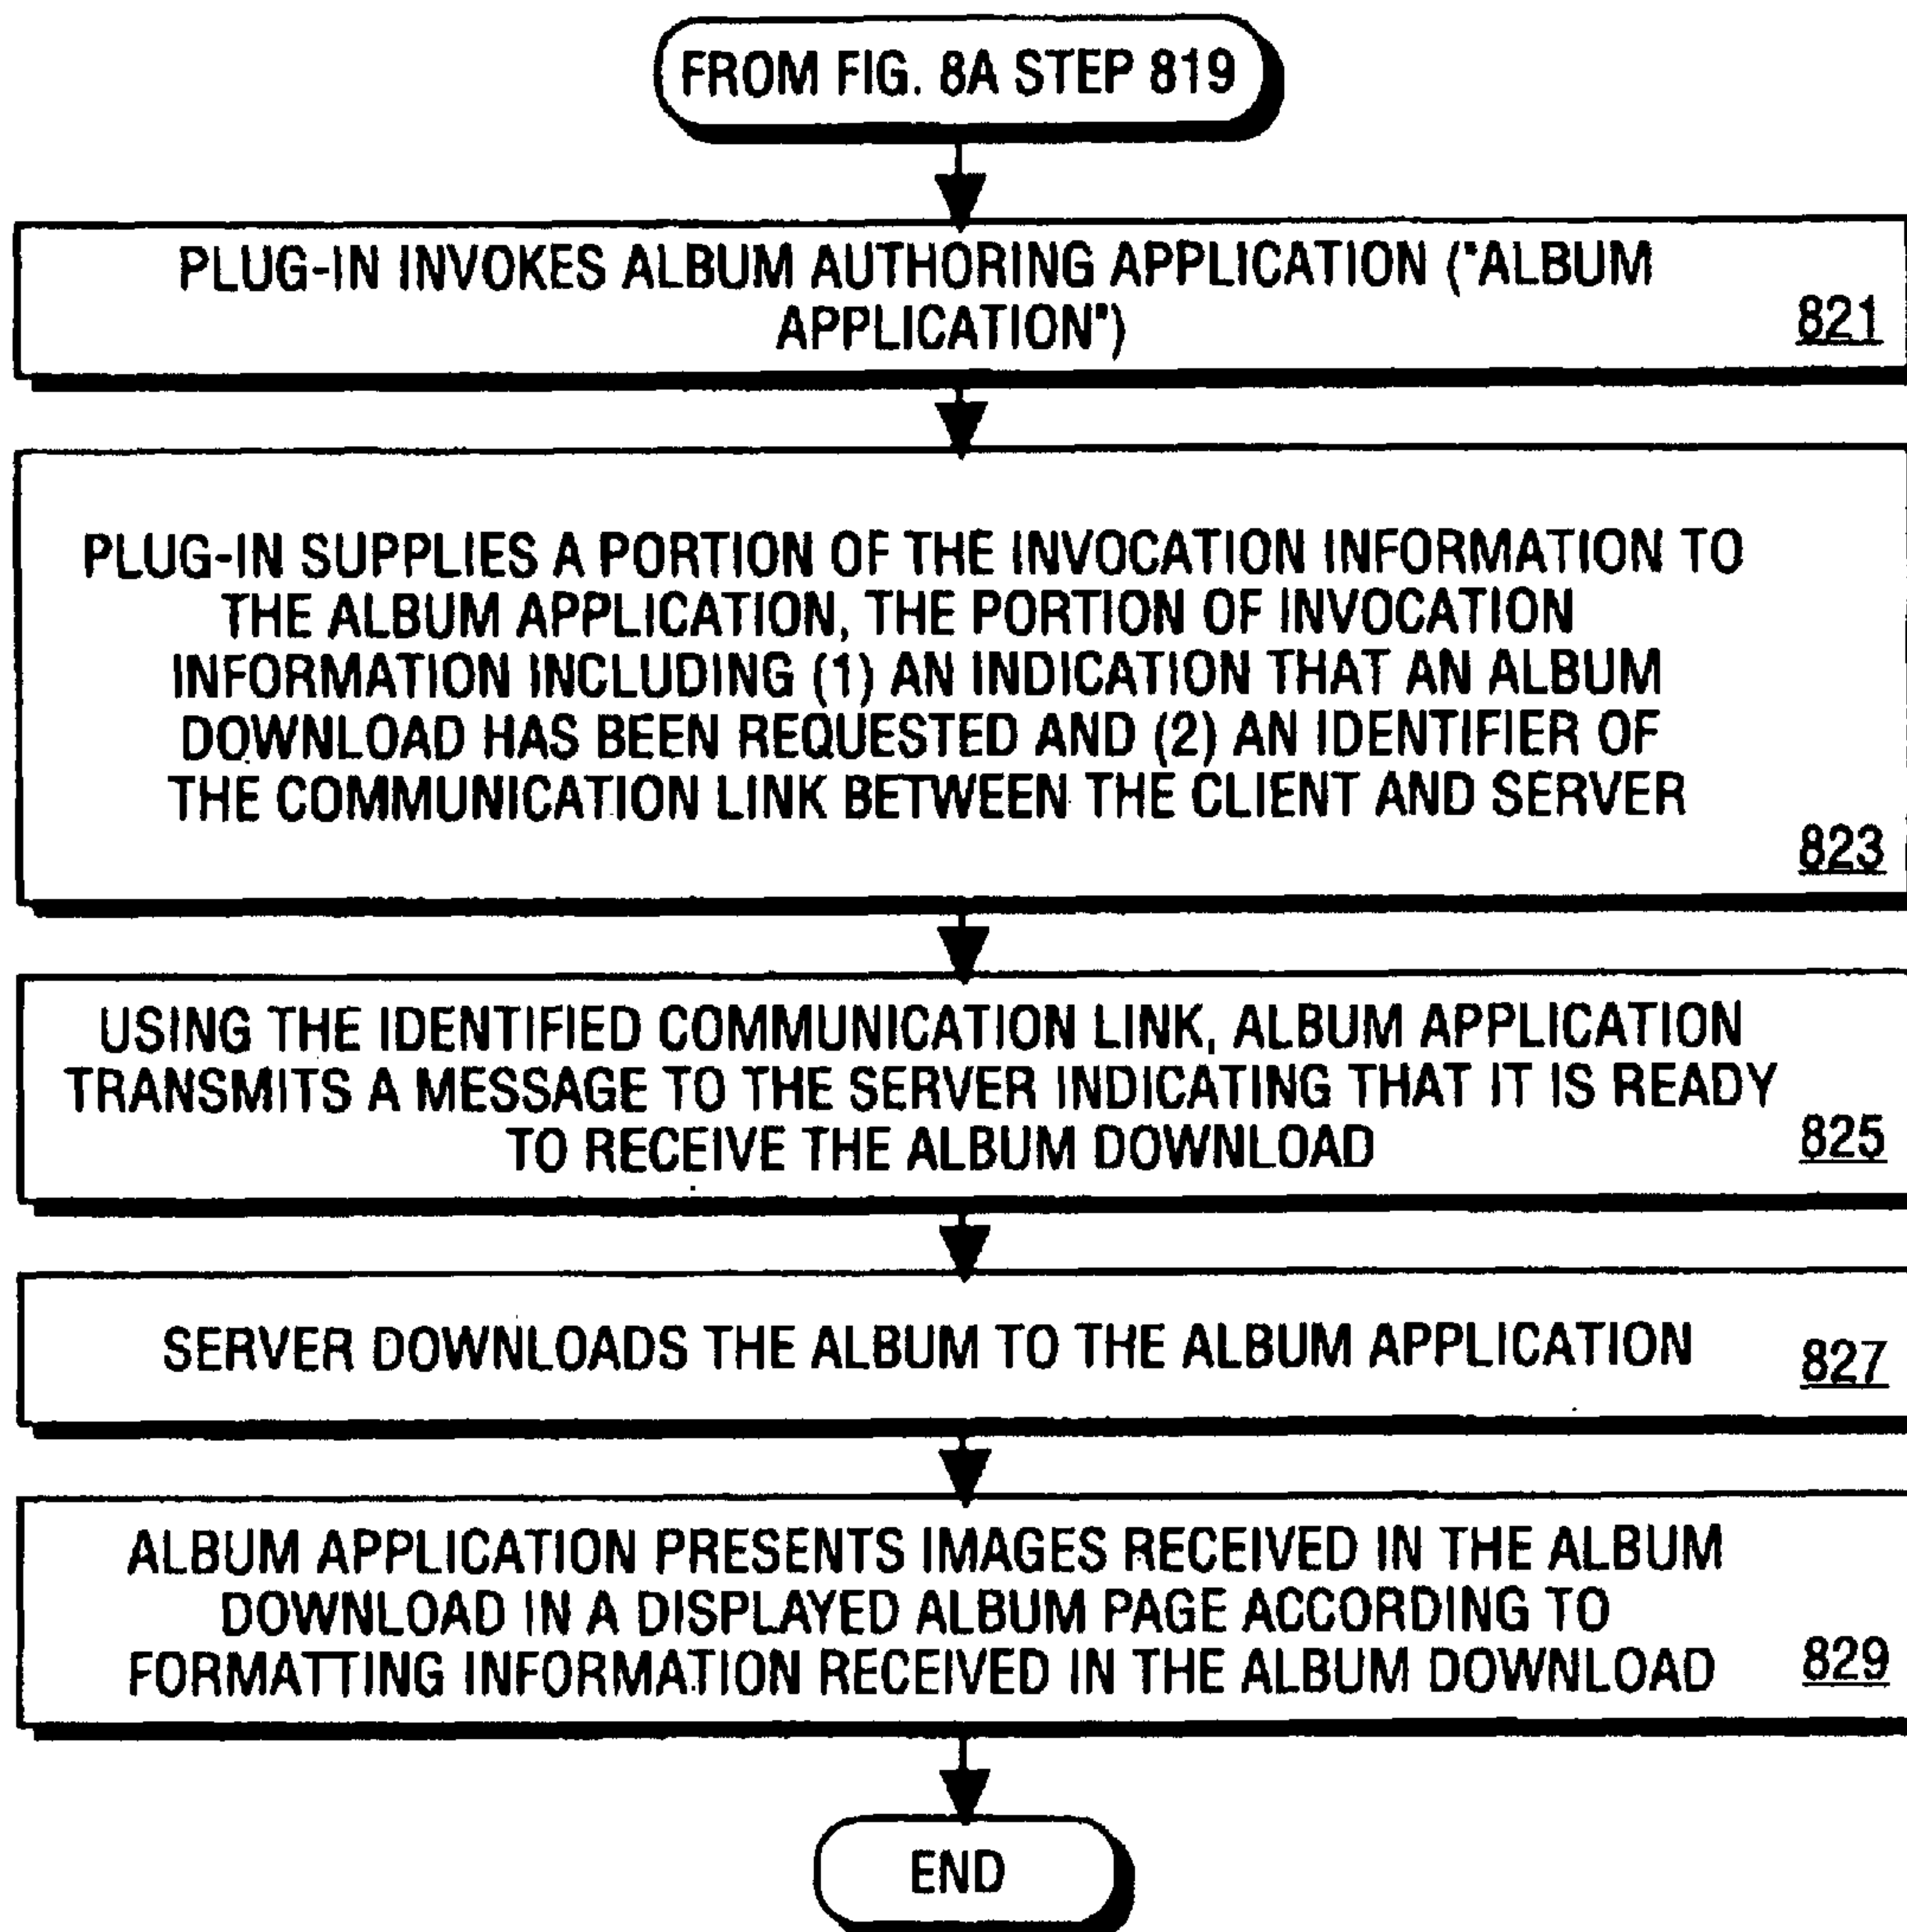 FROM FIG. 8A STEP 819
PLUG-IN INVOKES ALBUM AUTHORING APPLICATION ("ALBUM
APPLICATION")
821
PLUG-IN SUPPLIES A PORTION OF THE INVOCATION INFORMATION TO
THE ALBUM APPLICATION, THE PORTION OF INVOCATION
INFORMATION INCLUDING (1) AN INDICATION THAT AN ALBUM
DOWNLOAD HAS BEEN REQUESTED AND (2) AN IDENTIFIER OF
THE COMMUNICATION LINK BETWEEN THE CLIENT AND SERVER
823
USING THE IDENTIFIED COMMUNICATION LINK, ALBUM APPLICATION
TRANSMITS A MESSAGE TO THE SERVER INDICATING THAT IT IS READY
TO RECEIVE THE ALBUM DOWNLOAD
825
SERVER DOWNLOADS THE ALBUM TO THE ALBUM APPLICATION
827
ALBUM APPLICATION PRESENTS IMAGES RECEIVED IN THE ALBUM
DOWNLOAD IN A DISPLAYED ALBUM PAGE ACCORDING TO
FORMATTING INFORMATION RECEIVED IN THE ALBUM DOWNLOAD
829
END